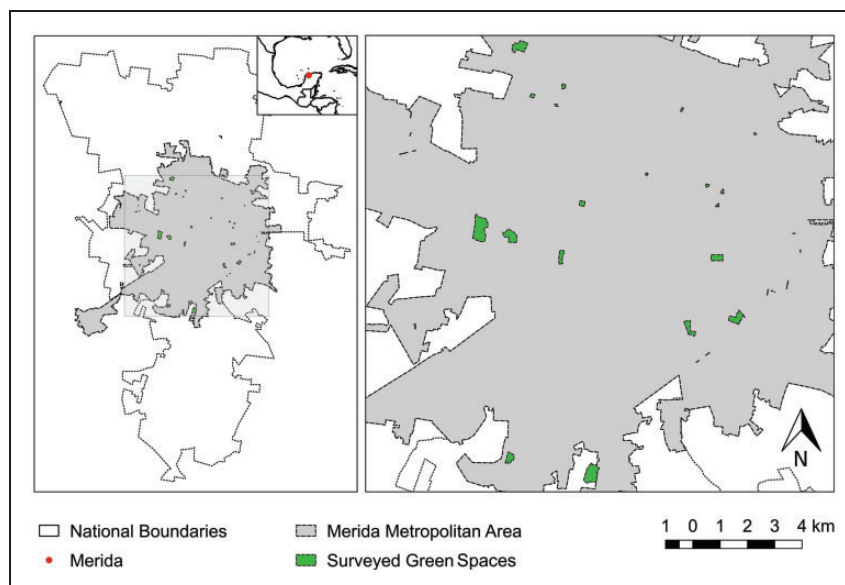 N
National Boundaries
Merida Metropolitan Area
1 0 1 2 3 4 km
Merida
Surveyed Green Spaces